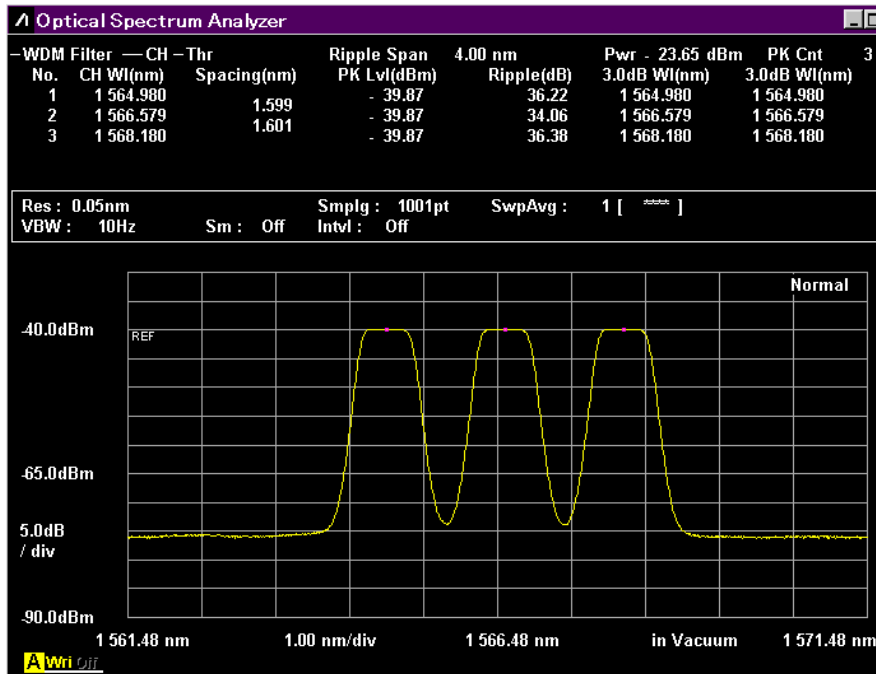 Optical Spectrum Analyzer
–WDM Filter — CH –Thr Ripple Span 4.00 nm Pwr - 23.65 dBm PK Cnt 3
No. CH Wl(nm) Spacing(nm) PK Lvl(dBm) Ripple(dB) 3.0dB Wl(nm) 3.0dB Wl(nm)
1 1 564.980 - 39.87 36.22 1 564.980 1 564.980
1.599
2 1 566.579 - 39.87 34.06 1 566.579 1 566.579
1.601
3 1 568.180 - 39.87 36.38 1 568.180 1 568.180
Res : 0.05nm Smplg : 1001pt SwpAvg : 1 [ **** ]
VBW : 10Hz Sm : Off Intvl : Off
Normal
-40.0dBm
REF
-65.0dBm
5.0dB
/ div
-90.0dBm
1 561.48 nm 1.00 nm/div 1 566.48 nm in Vacuum 1 571.48 nm
A Wri Off